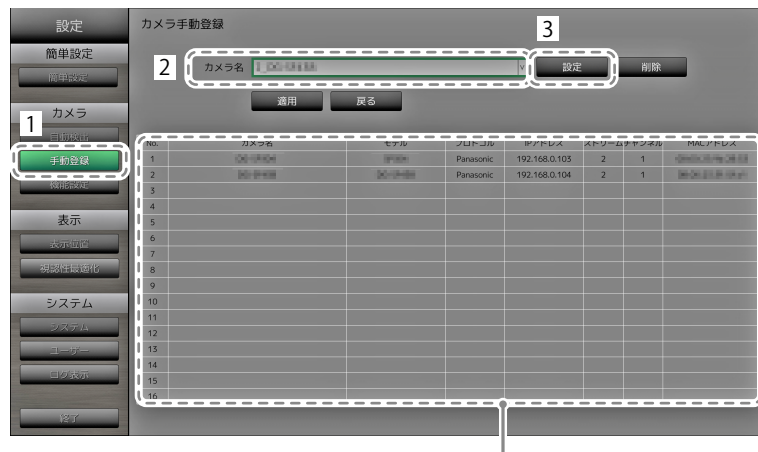 設定
簡単設定
簡単設定
カメラ
1
自動検出
手動登録
機能設定
表示
表示位置
視認性最適化
システム
システム
ユーザー
ログ表示
終了
カメラ手動登録
3
2
カメラ名
設定
削除
適用
戻る
No. カメラ名 モデル プロトコル IPアドレス ストリーム チャンネル MACアドレス
1 Panasonic 192.168.0.103 2 1
2 Panasonic 192.168.0.104 2 1
3
4
5
6
7
8
9
10
11
12
13
14
15
16